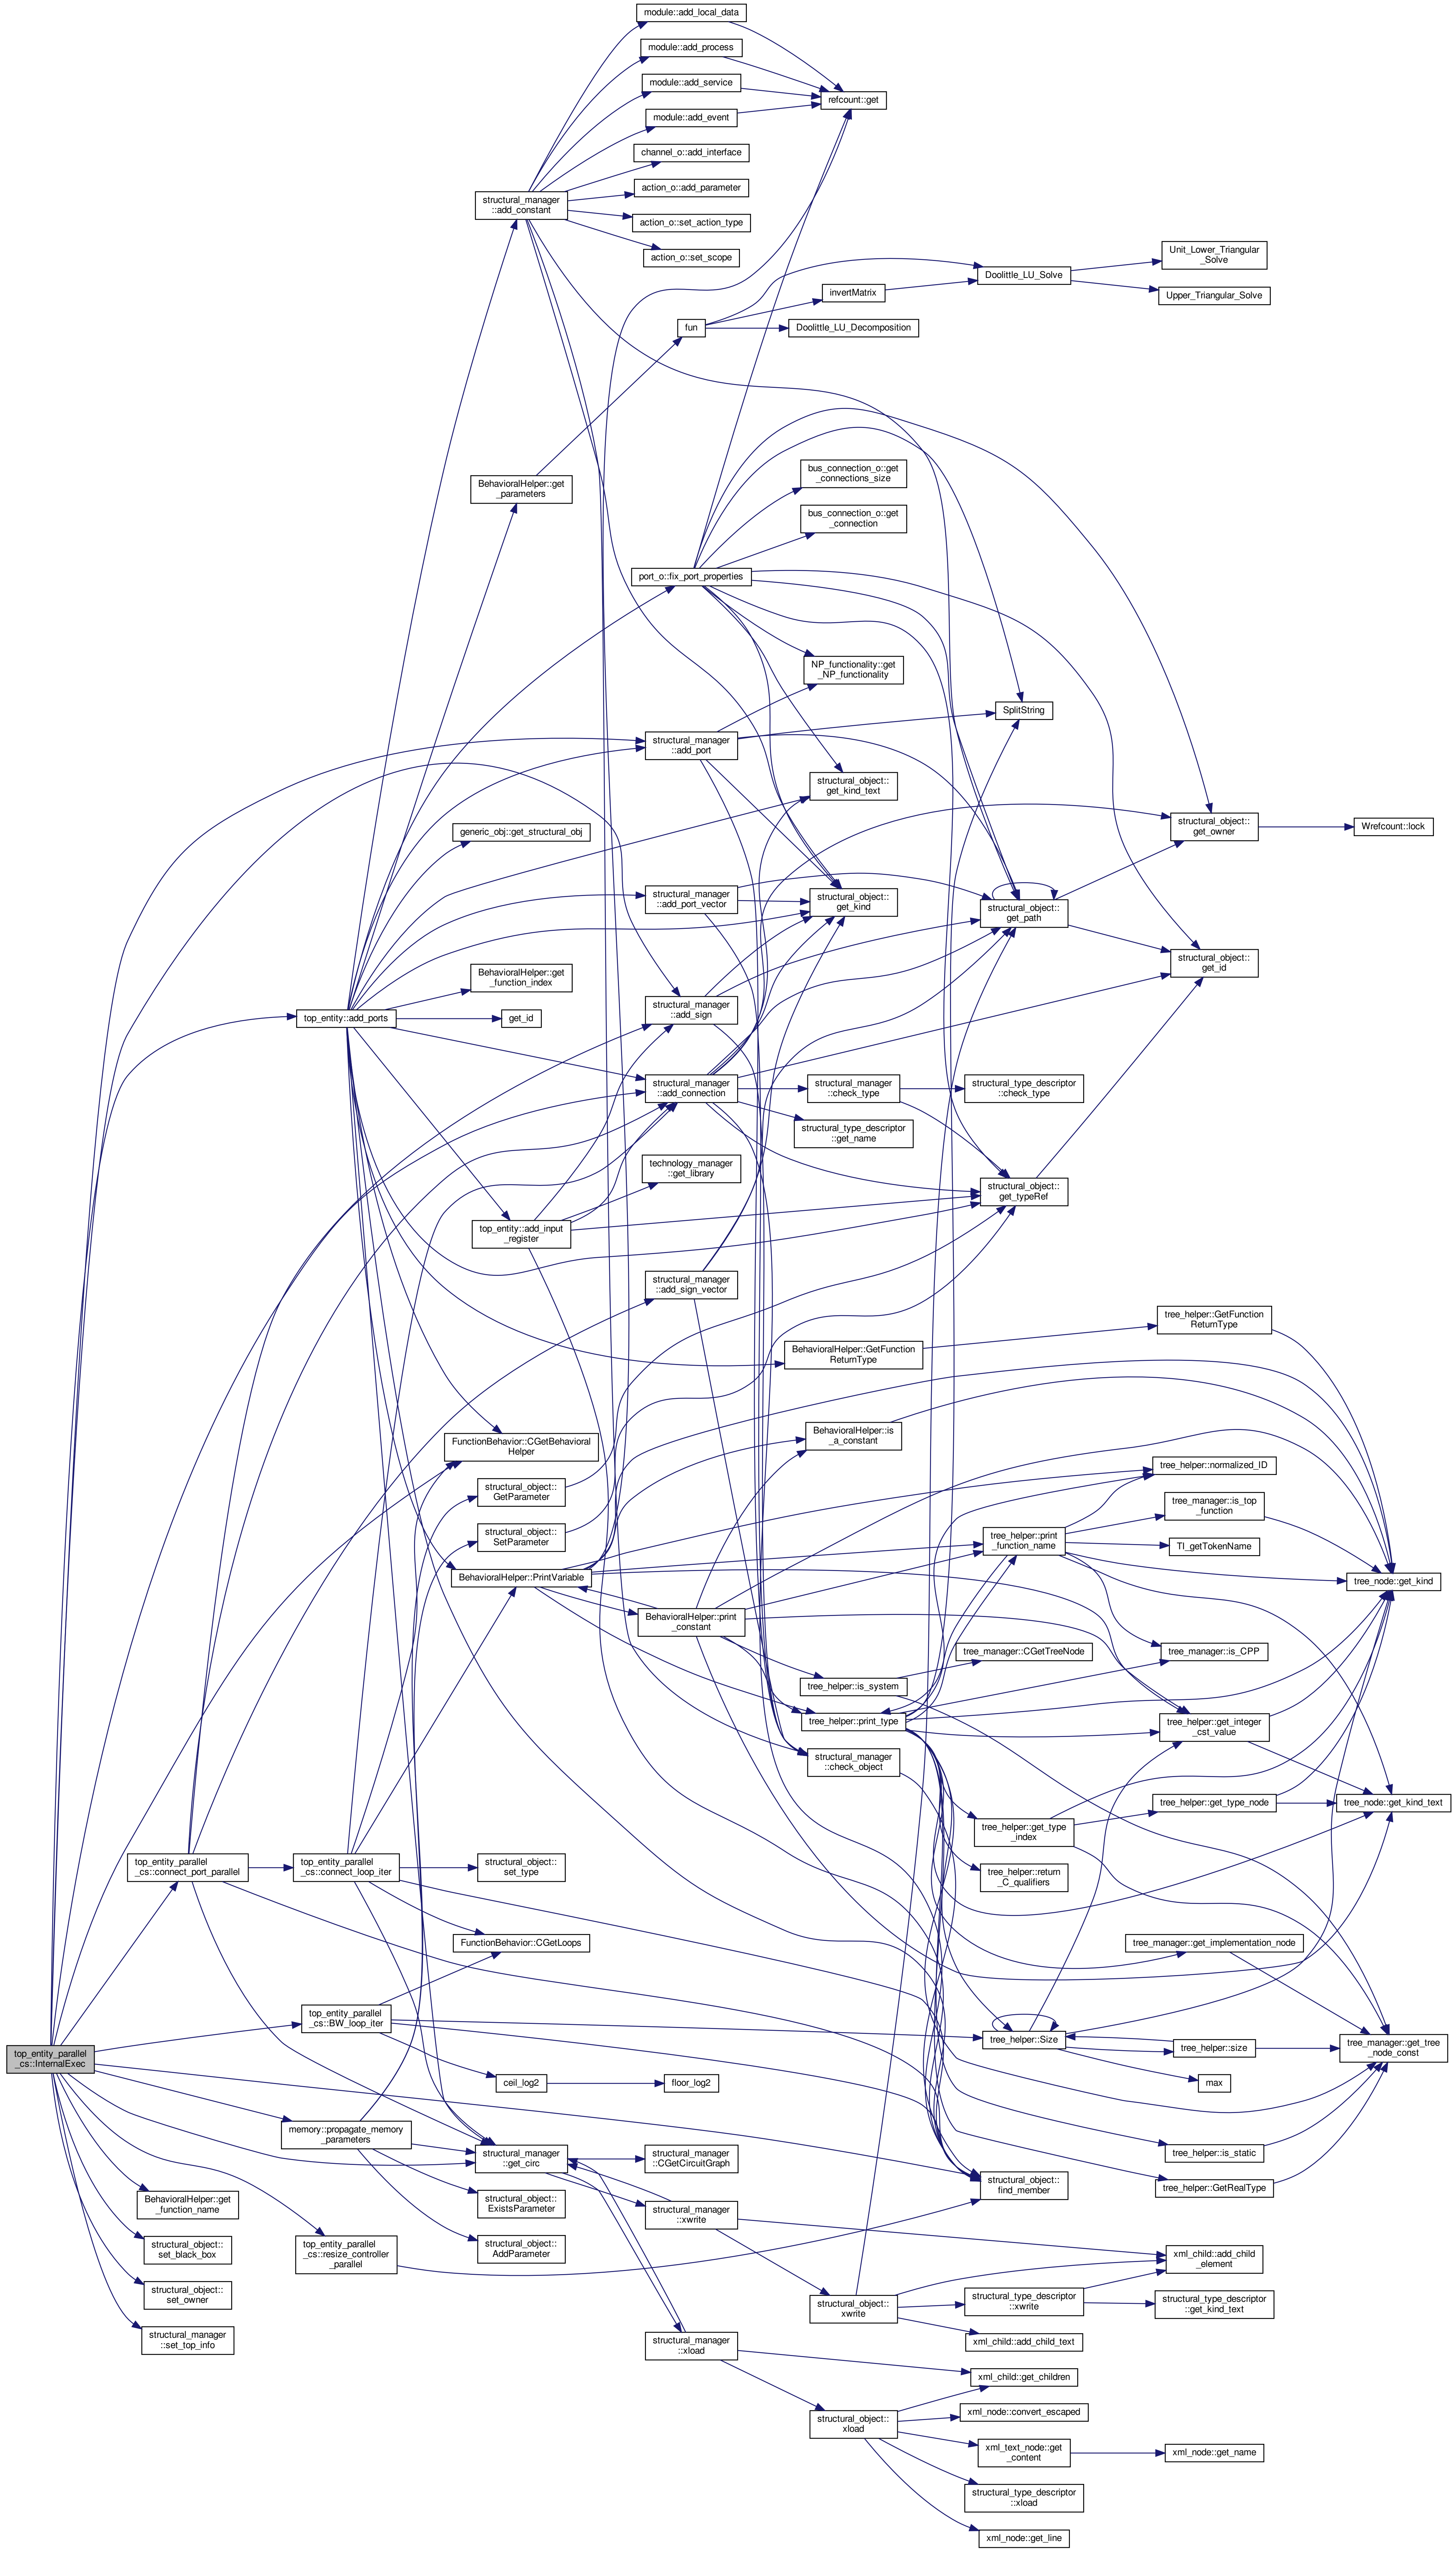 module::add_local_data
module::add_process
module::add_service
refcount::get
module::add_event
channel_o::add_interface
action_o::add_parameter
structural_manager
::add_constant
action_o::set_action_type
action_o::set_scope
Unit_Lower_Triangular
_Solve
Doolittle_LU_Solve
invertMatrix
Upper_Triangular_Solve
fun
Doolittle_LU_Decomposition
bus_connection_o::get
_connections_size
BehavioralHelper::get
_parameters
bus_connection_o::get
_connection
port_o::fix_port_properties
NP_functionality::get
_NP_functionality
SplitString
structural_manager
::add_port
structural_object::
get_kind_text
structural_object::
get_owner
Wrefcount::lock
generic_obj::get_structural_obj
structural_manager
::add_port_vector
structural_object::
get_kind
structural_object::
get_path
structural_object::
get_id
BehavioralHelper::get
_function_index
structural_manager
::add_sign
top_entity::add_ports
get_id
structural_manager
::add_connection
structural_manager
::check_type
structural_type_descriptor
::check_type
structural_type_descriptor
::get_name
technology_manager
::get_library
structural_object::
get_typeRef
top_entity::add_input
_register
structural_manager
::add_sign_vector
tree_helper::GetFunction
ReturnType
BehavioralHelper::GetFunction
ReturnType
BehavioralHelper::is
_a_constant
FunctionBehavior::CGetBehavioral
Helper
tree_helper::normalized_ID
structural_object::
GetParameter
tree_manager::is_top
_function
structural_object::
SetParameter
tree_helper::print
_function_name
TI_getTokenName
BehavioralHelper::PrintVariable
tree_node::get_kind
BehavioralHelper::print
_constant
tree_manager::CGetTreeNode
tree_manager::is_CPP
tree_helper::is_system
tree_helper::print_type
tree_helper::get_integer
_cst_value
structural_manager
::check_object
tree_helper::get_type_node
tree_node::get_kind_text
tree_helper::get_type
_index
top_entity_parallel
_cs::connect_port_parallel
top_entity_parallel
_cs::connect_loop_iter
structural_object::
set_type
tree_helper::return
_C_qualifiers
FunctionBehavior::CGetLoops
tree_manager::get_implementation_node
top_entity_parallel
_cs::BW_loop_iter
tree_helper::Size
tree_helper::size
tree_manager::get_tree
_node_const
top_entity_parallel
_cs::InternalExec
ceil_log2
floor_log2
max
memory::propagate_memory
_parameters
structural_manager
::get_circ
structural_manager
::CGetCircuitGraph
tree_helper::is_static
structural_object::
find_member
tree_helper::GetRealType
BehavioralHelper::get
_function_name
structural_object::
ExistsParameter
structural_manager
::xwrite
structural_object::
set_black_box
top_entity_parallel
_cs::resize_controller
_parallel
structural_object::
AddParameter
xml_child::add_child
_element
structural_object::
set_owner
structural_object::
xwrite
structural_type_descriptor
::xwrite
structural_type_descriptor
::get_kind_text
structural_manager
::set_top_info
structural_manager
::xload
xml_child::add_child_text
xml_child::get_children
structural_object::
xload
xml_node::convert_escaped
xml_text_node::get
_content
xml_node::get_name
structural_type_descriptor
::xload
xml_node::get_line